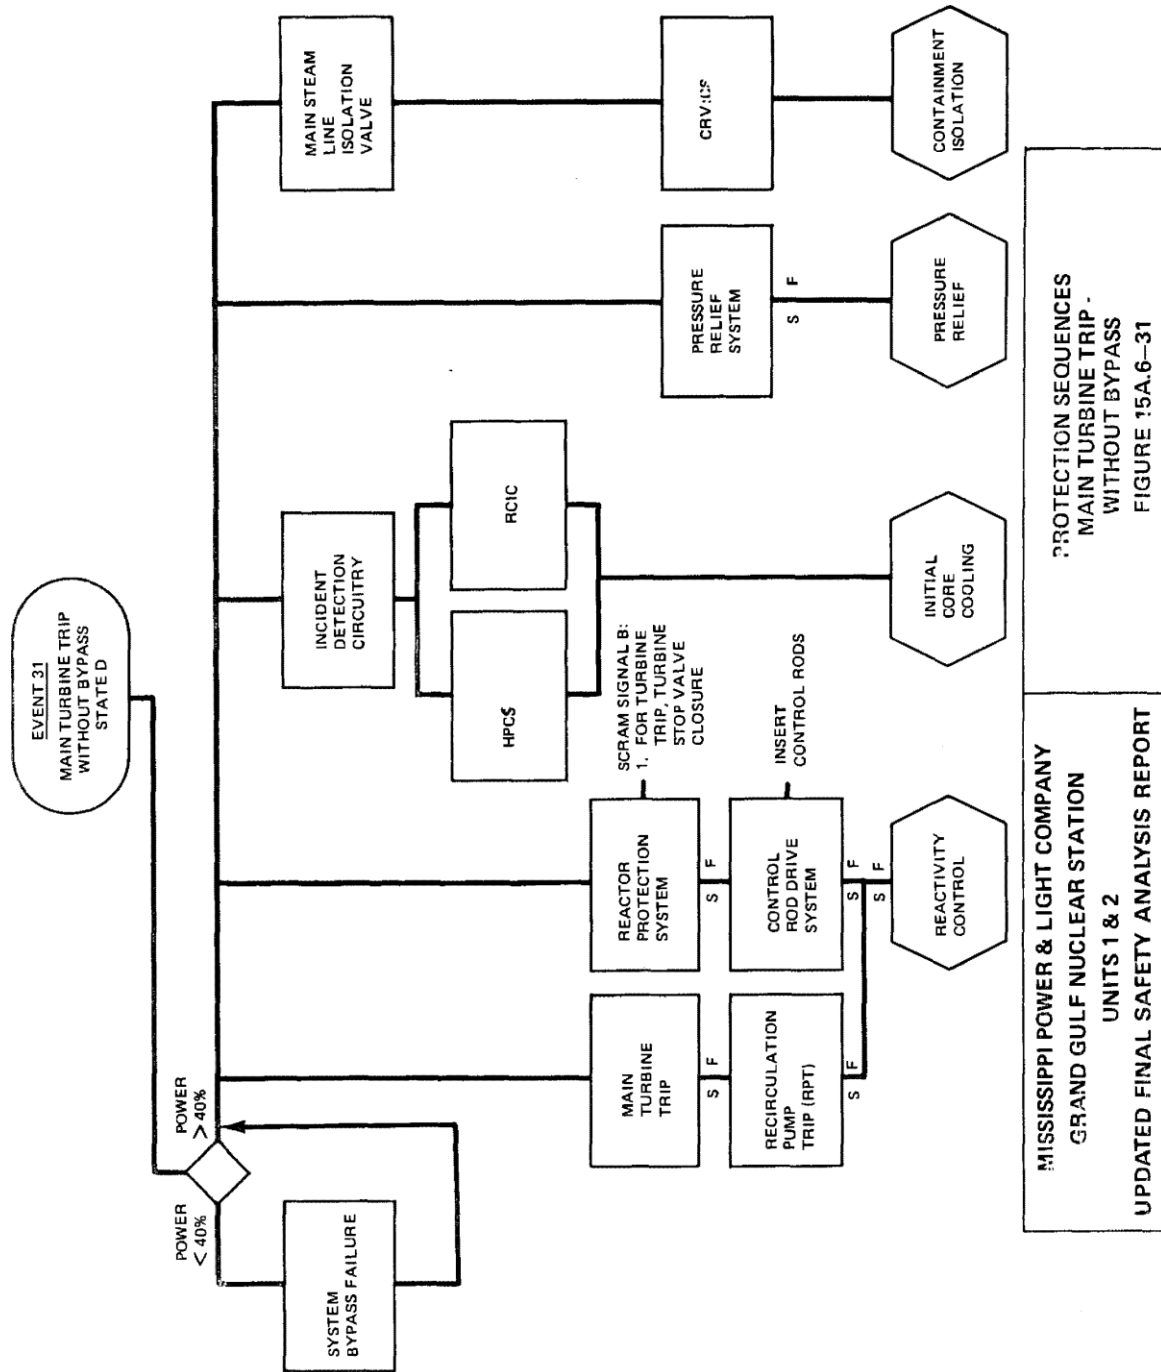 EVENT 31
MAIN TURBINE TRIP
WITHOUT BYPASS
STATE D
POWER
< 40%
POWER
> 40%
SYSTEM
BYPASS FAILURE
MAIN
TURBINE
TRIP
S F
RECIRCULATION
PUMP
TRIP (RPT)
S F
REACTOR
PROTECTION
SYSTEM
SCRAM SIGNAL B:
1. FOR TURBINE
TRIP, TURBINE
STOP VALVE
CLOSURE
S F
CONTROL
ROD DRIVE
SYSTEM
INSERT
CONTROL RODS
S F
S F
REACTIVITY
CONTROL
INCIDENT
DETECTION
CIRCUITRY
HPCS
RCIC
INITIAL
CORE
COOLING
PRESSURE
RELIEF
SYSTEM
S F
PRESSURE
RELIEF
MAIN STEAM
LINE
ISOLATION
VALVE
CONTAINMENT
ISOLATION
MISSISSIPPI POWER & LIGHT COMPANY
GRAND GULF NUCLEAR STATION
UNITS 1 & 2
UPDATED FINAL SAFETY ANALYSIS REPORT
PROTECTION SEQUENCES
MAIN TURBINE TRIP -
WITHOUT BYPASS
FIGURE 15A.6-31